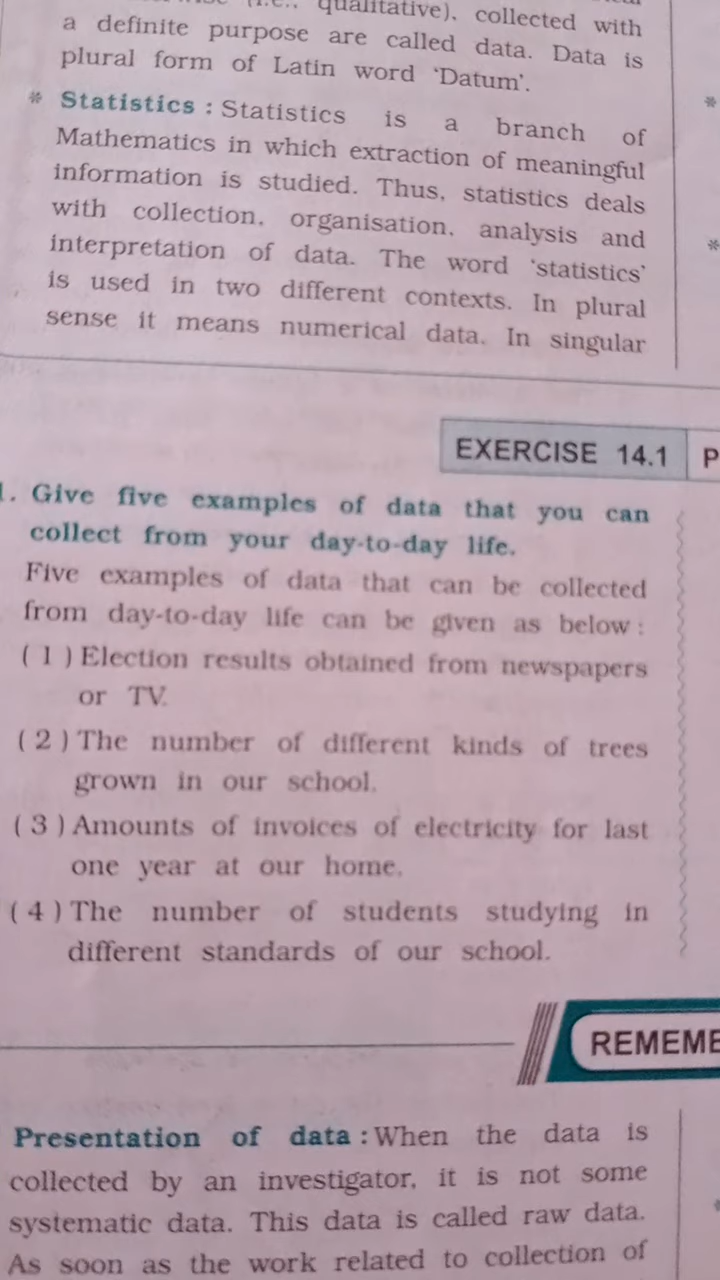 qualitative), collected with
a definite purpose are called data. Data is
plural form of Latin word 'Datum'.
* Statistics : Statistics is a branch of
Mathematics in which extraction of meaningful
information is studied. Thus, statistics deals
with collection, organisation, analysis and
interpretation of data. The word 'statistics'
is used in two different contexts. In plural
sense it means numerical data. In singular
EXERCISE 14.1 P
1. Give five examples of data that you can
collect from your day-to-day life.
Five examples of data that can be collected
from day-to-day life can be given as below :
( 1 ) Election results obtained from newspapers
or TV.
( 2 ) The number of different kinds of trees
grown in our school.
( 3 ) Amounts of invoices of electricity for last
one year at our home.
( 4 ) The number of students studying in
different standards of our school.
REMEME
Presentation of data : When the data is
collected by an investigator, it is not some
systematic data. This data is called raw data.
As soon as the work related to collection of